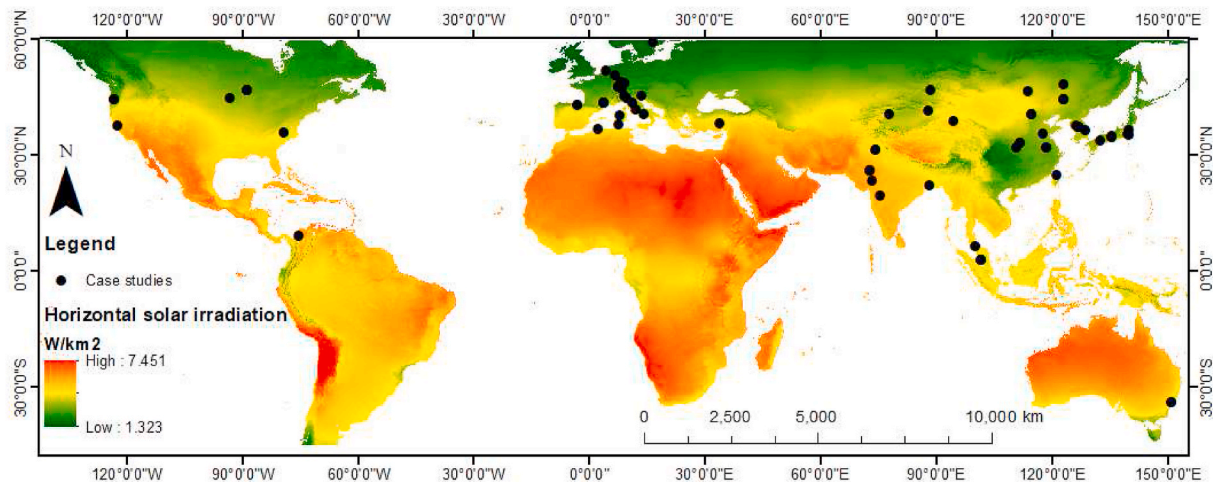 120°0'0"W 90°0'0"W 60°0'0"W 30°0'0"W 0°0'0" 30°0'0"E 60°0'0"E 90°0'0"E 120°0'0"E 150°0'0"E
60°0'0"N
30°0'0"N
0°0'0"
30°0'0"S
N
Legend
Case studies
Horizontal solar irradiation
W/km2
High : 7.451
Low : 1.323
0 2,500 5,000 10,000 km
30°0'0"N
0°0'0"
30°0'0"S
120°0'0"W 90°0'0"W 60°0'0"W 30°0'0"W 0°0'0" 30°0'0"E 60°0'0"E 90°0'0"E 120°0'0"E 150°0'0"E